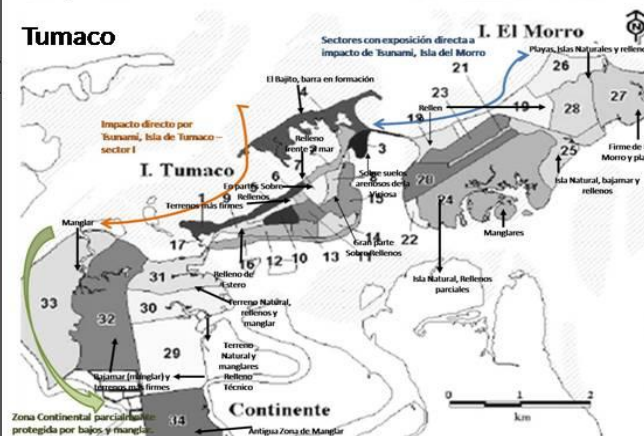 Tumaco
I. El Morro
N
Sectores con exposición directa a
impacto de Tsunami, Isla del Morro
Playas, Islas Naturales y relleno
26
21
El Bajito, barra en formación
4
23
Rellen
18
19
28
27
Impacto directo por
Tsunami, Isla de Tumaco –
sector I
Relleno
frente al mar
2
3
Firme de
Morro y pla
I. Tumaco
6
En parte Sobre
Rellenos
5
Sobre suelos
arenosos de la
Viciosa
8
20
25
Isla Natural, bajamar y
rellenos
Terrenos más firmes
9
1
15
24
Manglar
17
14
Gran parte
Sobre Rellenos
22
Manglares
16
12
10
13
11
Relleno de
Estero
Isla Natural, Rellenos
parciales
31
33
32
30
Terreno Natural,
rellenos y
manglar
29
Terreno
Natural y
manglares
Relleno
Técnico
Bajamar (manglar) y
terrenos más firmes
Continente
0
1
2
km
Zona Continental parcialmente
protegida por bajos y manglar.
34
Antigua Zona de Manglar